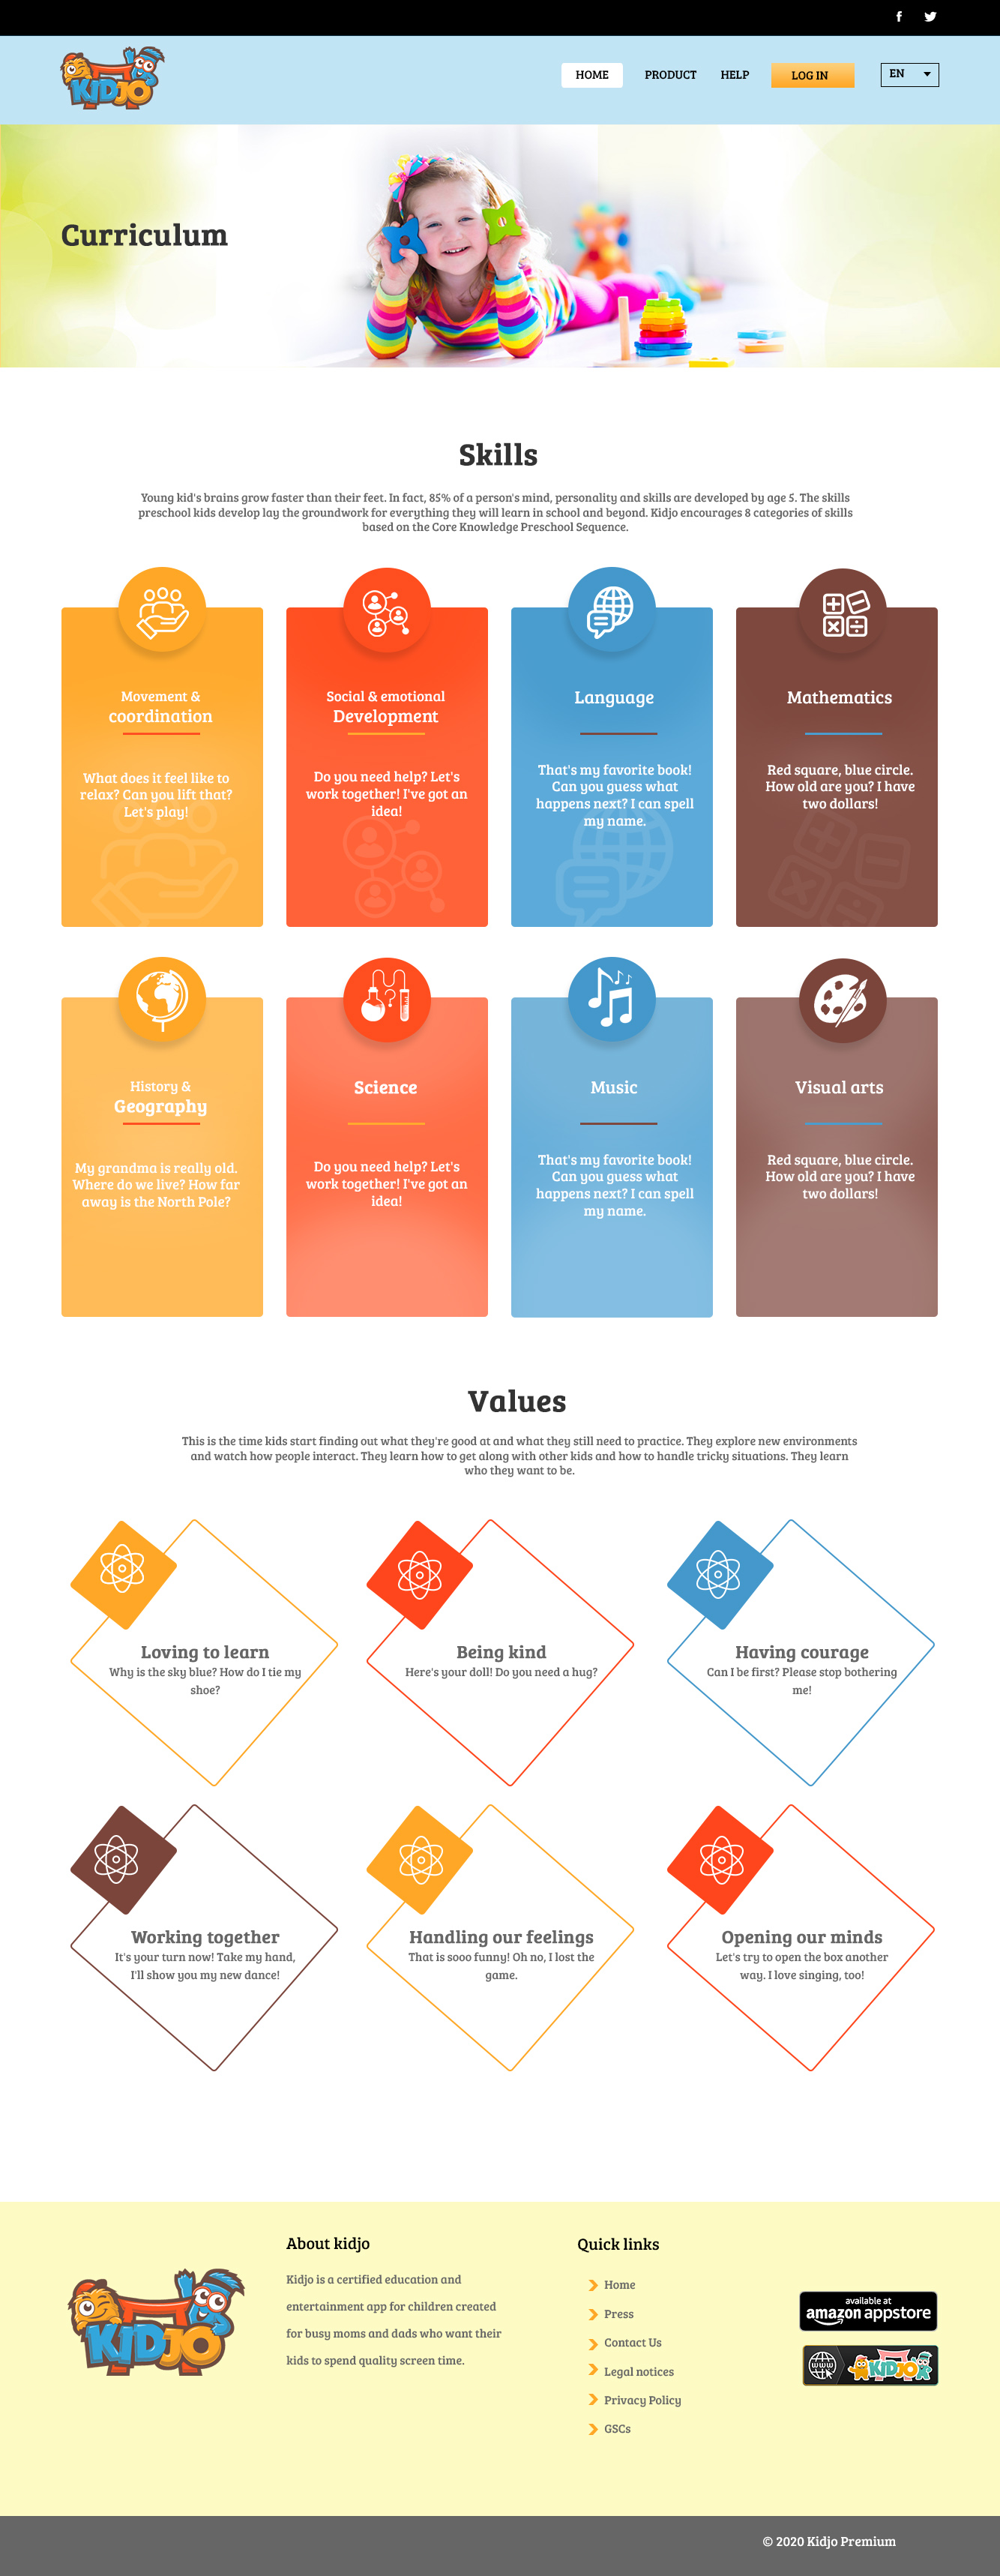 f
KIDJO
HOME
PRODUCT
HELP
LOG IN
EN
Curriculum
Skills
Young kid's brains grow faster than their feet. In fact, 85% of a person's mind, personality and skills are developed by age 5. The skills
preschool kids develop lay the groundwork for everything they will learn in school and beyond. Kidjo encourages 8 categories of skills
based on the Core Knowledge Preschool Sequence.
Movement &
coordination
What does it feel like to
relax? Can you lift that?
Let's play!
Social & emotional
Development
Do you need help? Let's
work together! I've got an
idea!
Language
That's my favorite book!
Can you guess what
happens next? I can spell
my name.
Mathematics
Red square, blue circle.
How old are you? I have
two dollars!
History &
Geography
My grandma is really old.
Where do we live? How far
away is the North Pole?
Science
Do you need help? Let's
work together! I've got an
idea!
Music
That's my favorite book!
Can you guess what
happens next? I can spell
my name.
Visual arts
Red square, blue circle.
How old are you? I have
two dollars!
Values
This is the time kids start finding out what they're good at and what they still need to practice. They explore new environments
and watch how people interact. They learn how to get along with other kids and how to handle tricky situations. They learn
who they want to be.
Loving to learn
Why is the sky blue? How do I tie my
shoe?
Being kind
Here's your doll! Do you need a hug?
Having courage
Can I be first? Please stop bothering
me!
Working together
It's your turn now! Take my hand,
I'll show you my new dance!
Handling our feelings
That is sooo funny! Oh no, I lost the
game.
Opening our minds
Let's try to open the box another
way. I love singing, too!
KIDJO
About kidjo
Kidjo is a certified education and
entertainment app for children created
for busy moms and dads who want their
kids to spend quality screen time.
Quick links
Home
Press
Contact Us
Legal notices
Privacy Policy
GSCs
available at
amazon appstore
www
KIDJO
© 2020 Kidjo Premium